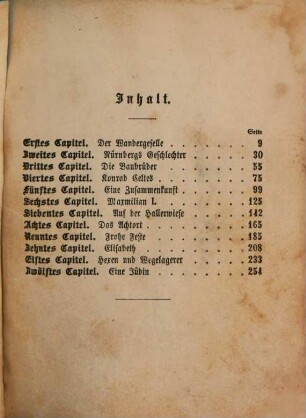 Inhalt.
Seite
Erstes Capitel. Der Wandergeselle . . . . . . 9
Zweites Capitel. Nürnbergs Geschlechter . . . . . 30
Drittes Capitel. Die Baubrüder . . . . . . 55
Viertes Capitel. Konrad Celtes . . . . . . 75
Fünftes Capitel. Eine Zusammenkunft . . . . . 99
Sechstes Capitel. Maxmilian I. . . . . . . 125
Siebentes Capitel. Auf der Hallerwiese . . . . . 142
Achtes Capitel. Das Achtort . . . . . . . 165
Neuntes Capitel. Frohe Feste . . . . . . 185
Zehntes Capitel. Elisabeth . . . . . . . 208
Elftes Capitel. Hexen und Wegelagerer . . . . . 233
Zwölftes Capitel. Eine Jüdin . . . . . . . 254